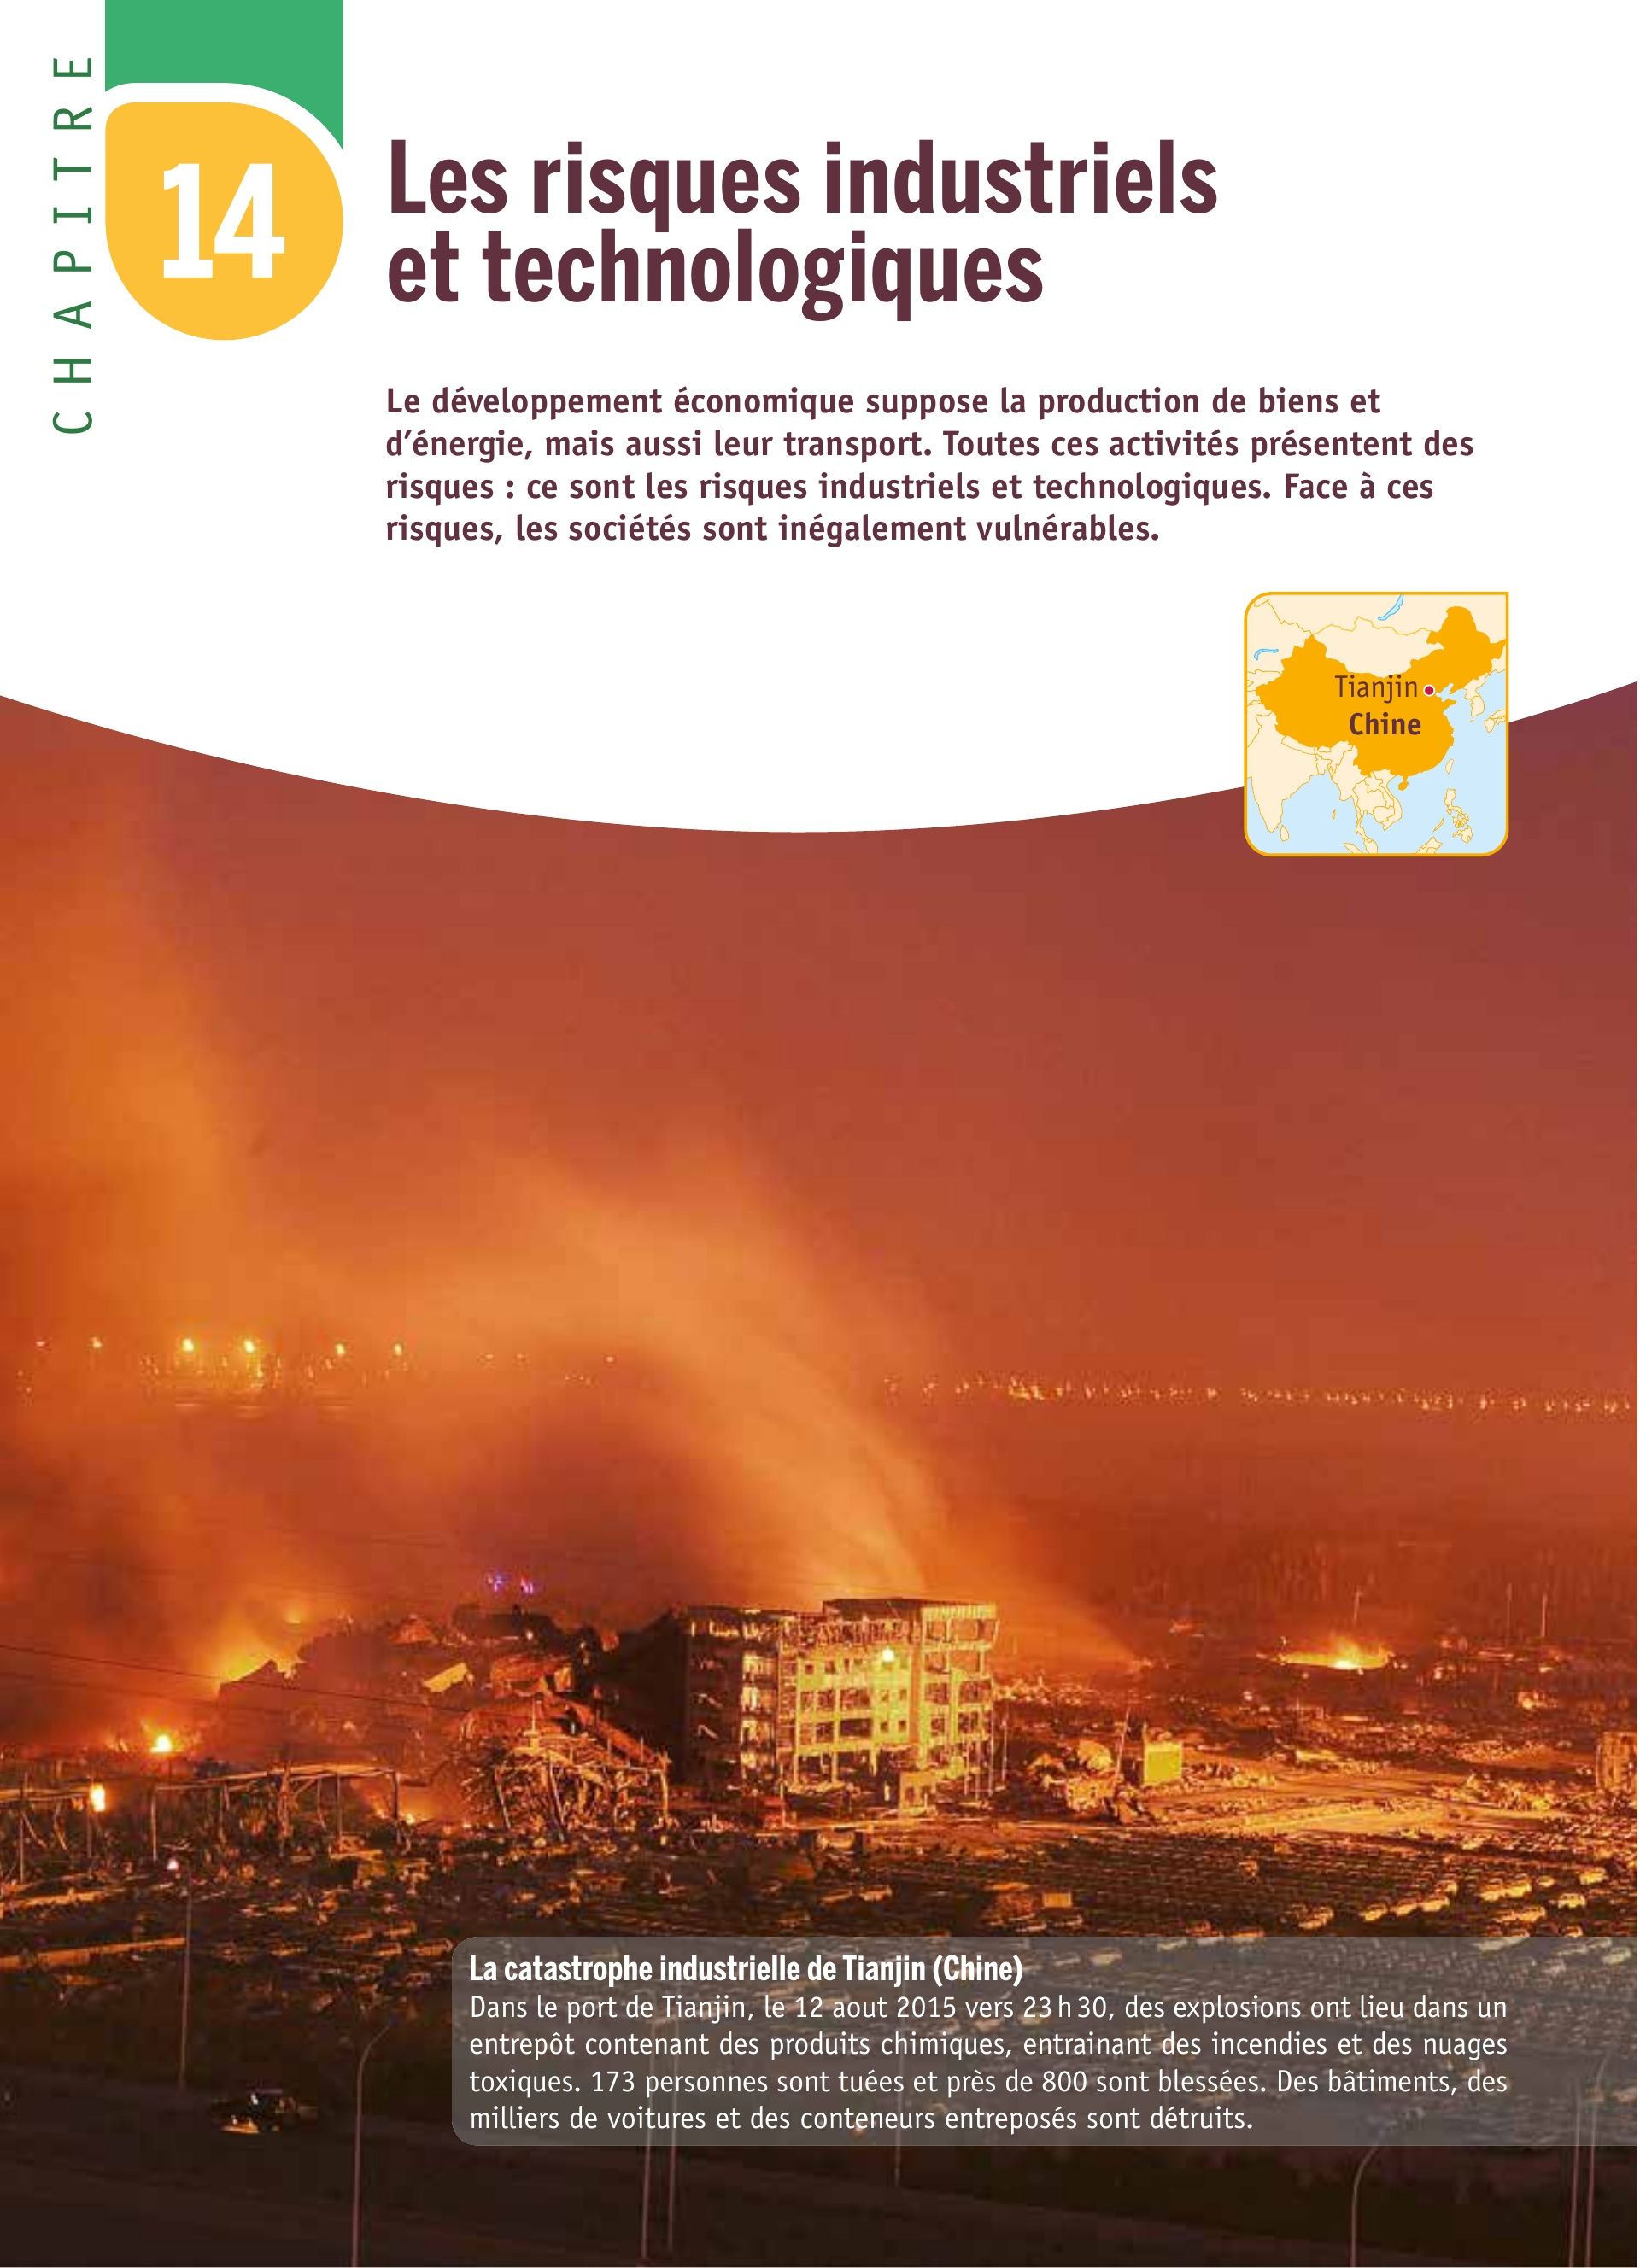 CHAPITRE
14
Les risques industriels
et technologiques
Le développement économique suppose la production de biens et
d’énergie, mais aussi leur transport. Toutes ces activités présentent des
risques : ce sont les risques industriels et technologiques. Face à ces
risques, les sociétés sont inégalement vulnérables.
Tianjin
Chine
La catastrophe industrielle de Tianjin (Chine)
Dans le port de Tianjin, le 12 aout 2015 vers 23 h 30, des explosions ont lieu dans un
entrepôt contenant des produits chimiques, entrainant des incendies et des nuages
toxiques. 173 personnes sont tuées et près de 800 sont blessées. Des bâtiments, des
milliers de voitures et des conteneurs entreposés sont détruits.